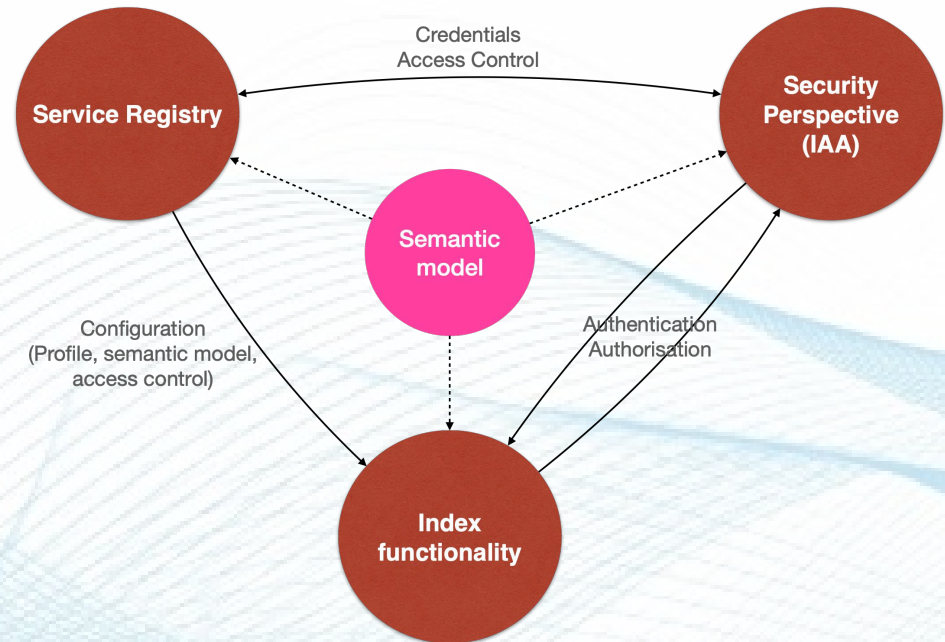 Credentials
Access Control
Service Registry
Security
Perspective
(IAA)
Semantic
model
Configuration
(Profile, semantic model,
access control)
Authentication
Authorisation
Index
functionality